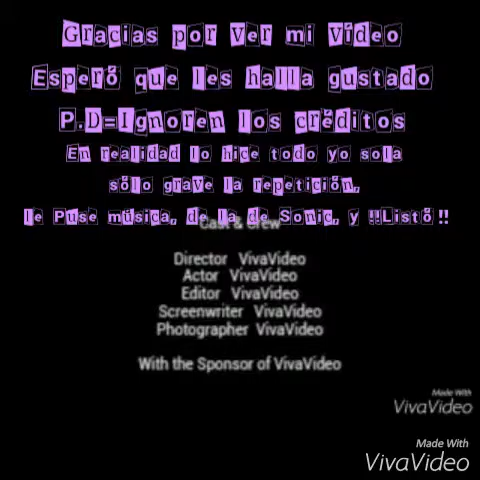 Gracias por Ver mi Vídeo
Esperó que les halla gustado
P.D=Ignoren los créditos
En realidad lo hice todo yo sola
sólo grave la repetición,
le Puse música, de la de Sonic, y !!Listó!!
Cast & Crew
Director VivaVideo
Actor VivaVideo
Editor VivaVideo
Screenwriter VivaVideo
Photographer VivaVideo
With the Sponsor of VivaVideo
Made With
VivaVideo
Made With
VivaVideo